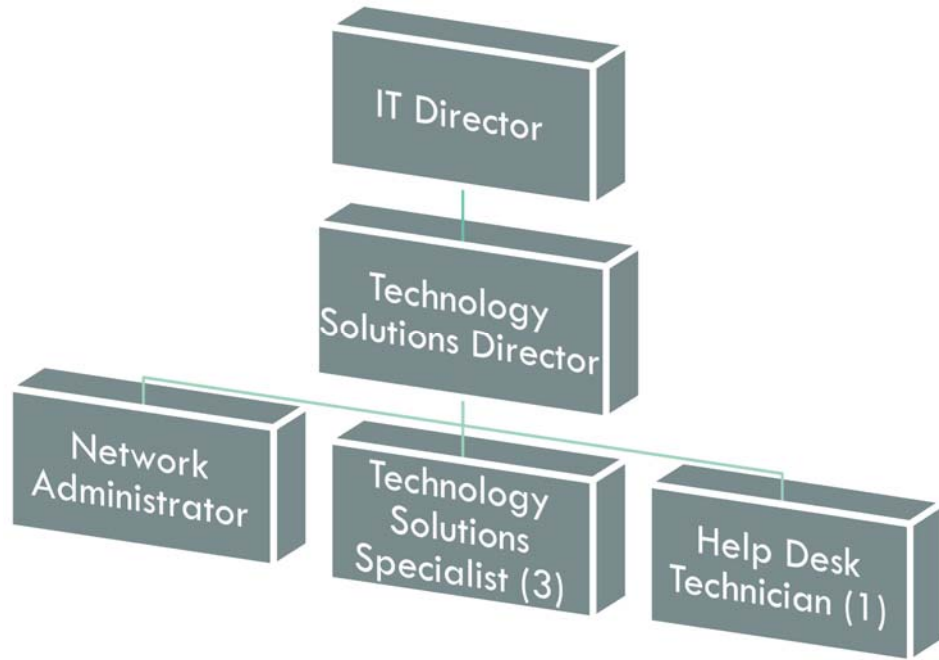 IT Director
Technology
Solutions Director
Network
Administrator
Technology
Solutions
Specialist (3)
Help Desk
Technician (1)